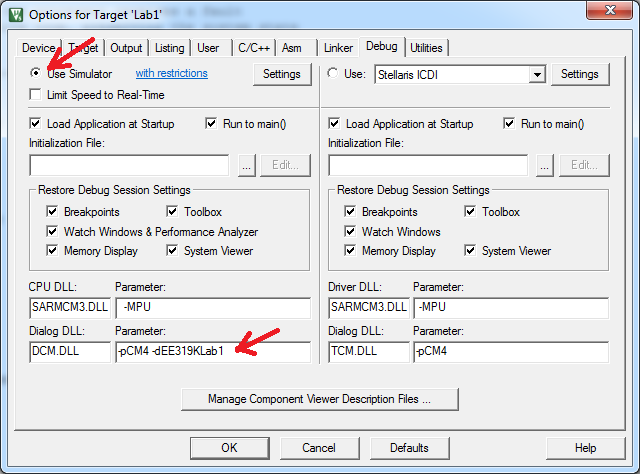 Options for Target 'Lab1'
Device Target Output Listing User C/C++ Asm Linker Debug Utilities
Use Simulator with restrictions Settings Use: Stellaris ICDI Settings
Limit Speed to Real-Time
Load Application at Startup Run to main() Load Application at Startup Run to main()
Initialization File: Initialization File:
... Edit... ... Edit...
Restore Debug Session Settings Restore Debug Session Settings
Breakpoints Toolbox Breakpoints Toolbox
Watch Windows & Performance Analyzer Watch Windows
Memory Display System Viewer Memory Display System Viewer
CPU DLL: Parameter: Driver DLL: Parameter:
SARMCM3.DLL -MPU SARMCM3.DLL -MPU
Dialog DLL: Parameter: Dialog DLL: Parameter:
DCM.DLL -pCM4 -dEE319KLab1 TCM.DLL -pCM4
Manage Component Viewer Description Files ...
OK Cancel Defaults Help